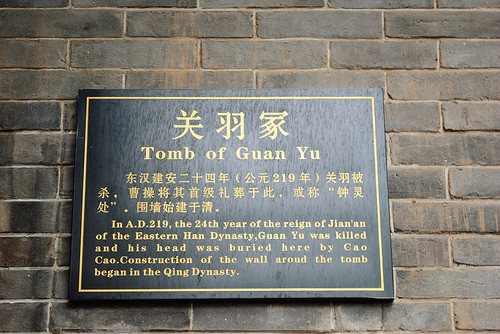 关羽冢
Tomb of Guan Yu
东汉建安二十四年（公元219年）关羽被
杀，曹操将其首级礼葬于此，或称“钟灵
处”。围墙始建于清。
In A.D.219, the 24th year of the reign of Jian'an
of the Eastern Han Dynasty,Guan Yu was killed
and his head was buried here by Cao
Cao.Construction of the wall aroud the tomb
began in the Qing Dynasty.